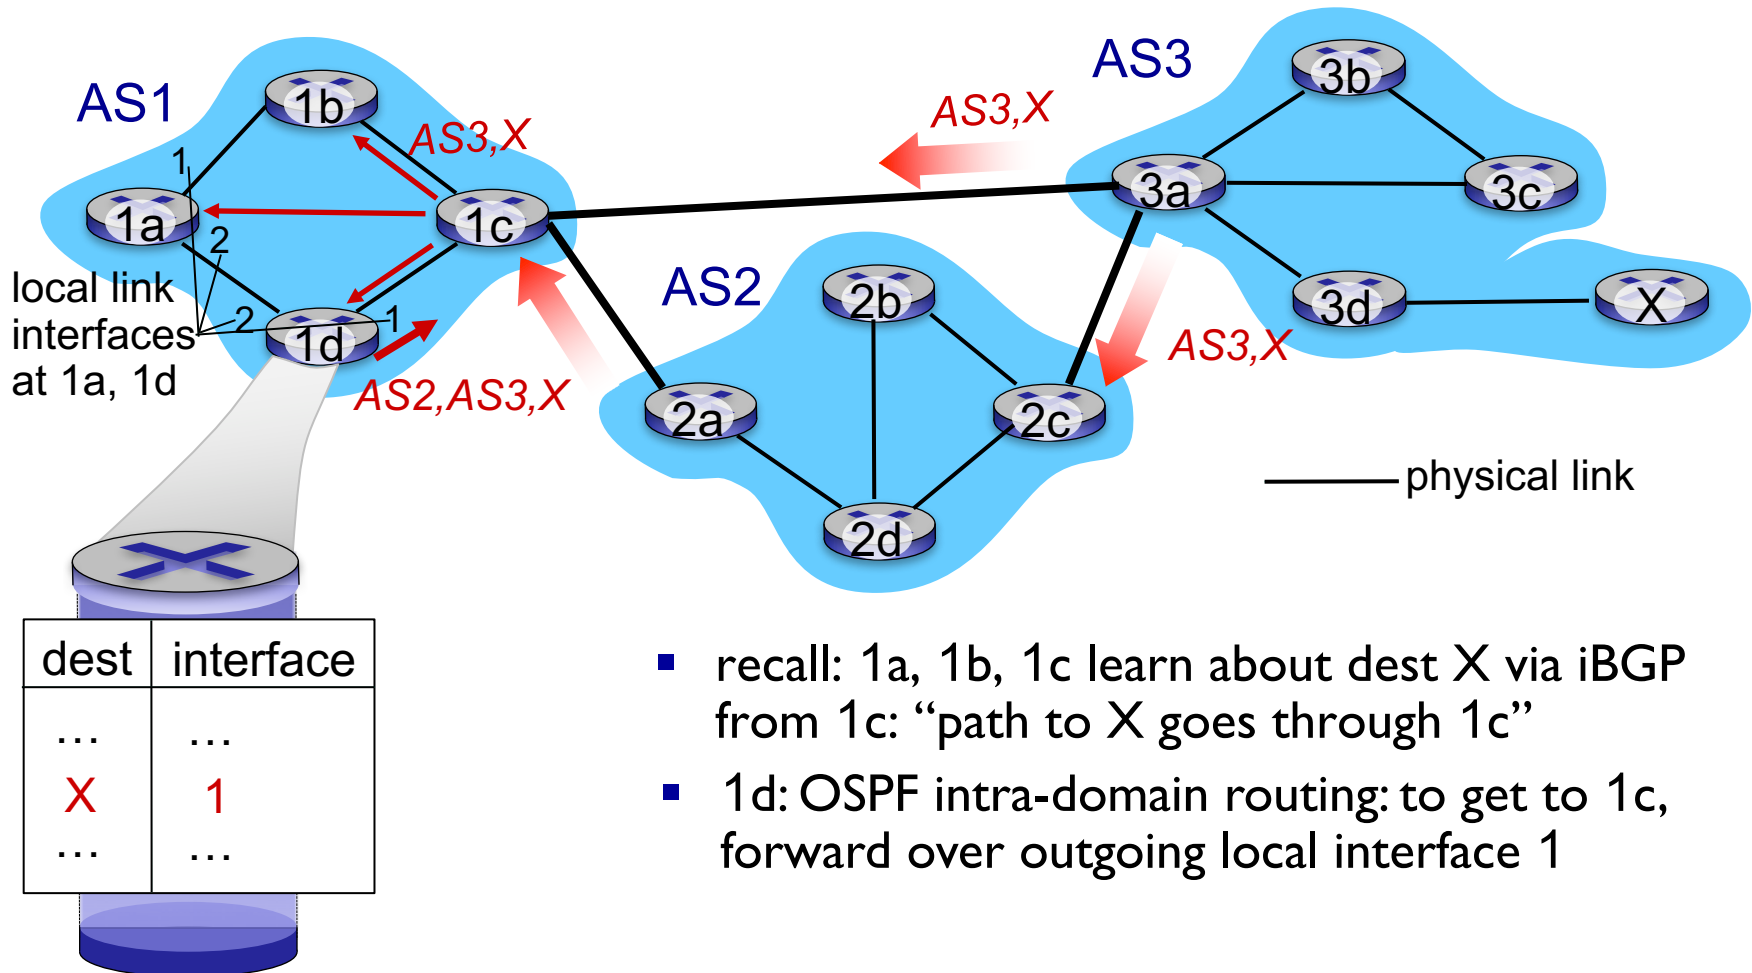 AS1
1b
AS3,X
1
1a
1c
2
local link
interfaces
at 1a, 1d
2
1
1d
AS2,AS3,X
AS3
3b
AS3,X
3a
3c
AS2
2b
3d
X
AS3,X
2a
2c
2d
physical link
dest interface
... ...
X 1
... ...
▪ recall: 1a, 1b, 1c learn about dest X via iBGP
from 1c: “path to X goes through 1c”
▪ 1d: OSPF intra-domain routing: to get to 1c,
forward over outgoing local interface 1